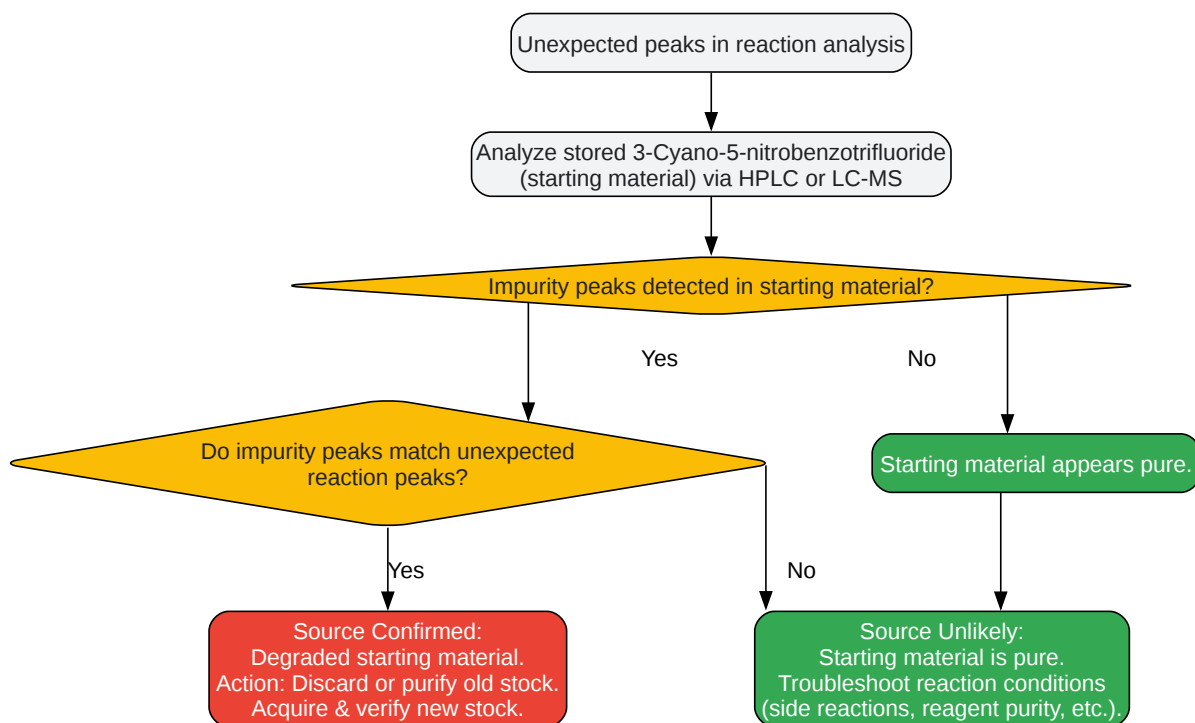 Unexpected peaks in reaction analysis
Analyze stored 3-Cyano-5-nitrobenzotrifluoride
(starting material) via HPLC or LC-MS
Impurity peaks detected in starting material?
Yes
No
Do impurity peaks match unexpected
reaction peaks?
Starting material appears pure.
Yes
No
Source Confirmed:
Degraded starting material.
Action: Discard or purify old stock.
Acquire & verify new stock.
Source Unlikely:
Starting material is pure.
Troubleshoot reaction conditions
(side reactions, reagent purity, etc.).